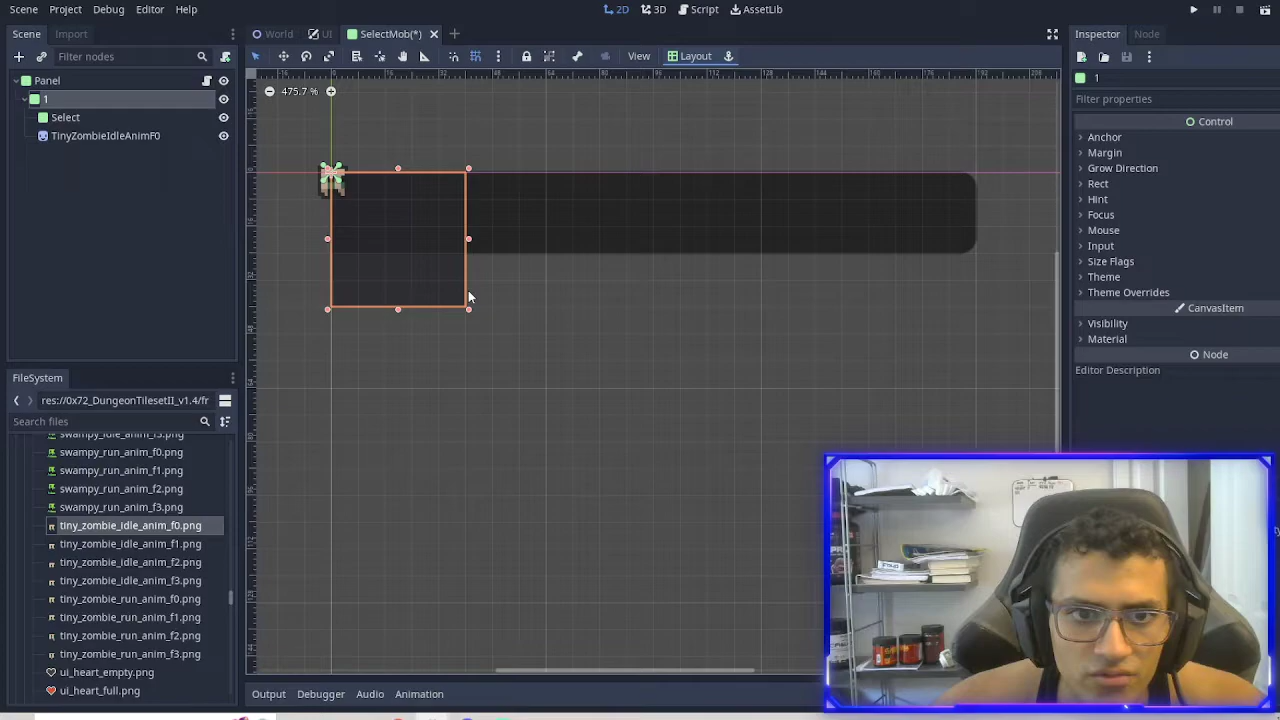 Scene Project Debug Editor Help
2D 3D Script AssetLib
Scene Import
World UI SelectMob(*)
Inspector Node
Filter nodes
View Layout
Panel
1
Select
TinyZombieIdleAnimF0
475.7 %
1
Filter properties
Control
Anchor
Margin
Grow Direction
Rect
Hint
Focus
Mouse
Input
Size Flags
Theme
Theme Overrides
CanvasItem
Visibility
Material
Node
Editor Description
FileSystem
res://0x72_DungeonTilesetII_v1.4/fr
Search files
swampy_idle_anim_f3.png
swampy_run_anim_f0.png
swampy_run_anim_f1.png
swampy_run_anim_f2.png
swampy_run_anim_f3.png
tiny_zombie_idle_anim_f0.png
tiny_zombie_idle_anim_f1.png
tiny_zombie_idle_anim_f2.png
tiny_zombie_idle_anim_f3.png
tiny_zombie_run_anim_f0.png
tiny_zombie_run_anim_f1.png
tiny_zombie_run_anim_f2.png
tiny_zombie_run_anim_f3.png
ui_heart_empty.png
ui_heart_full.png
Output Debugger Audio Animation